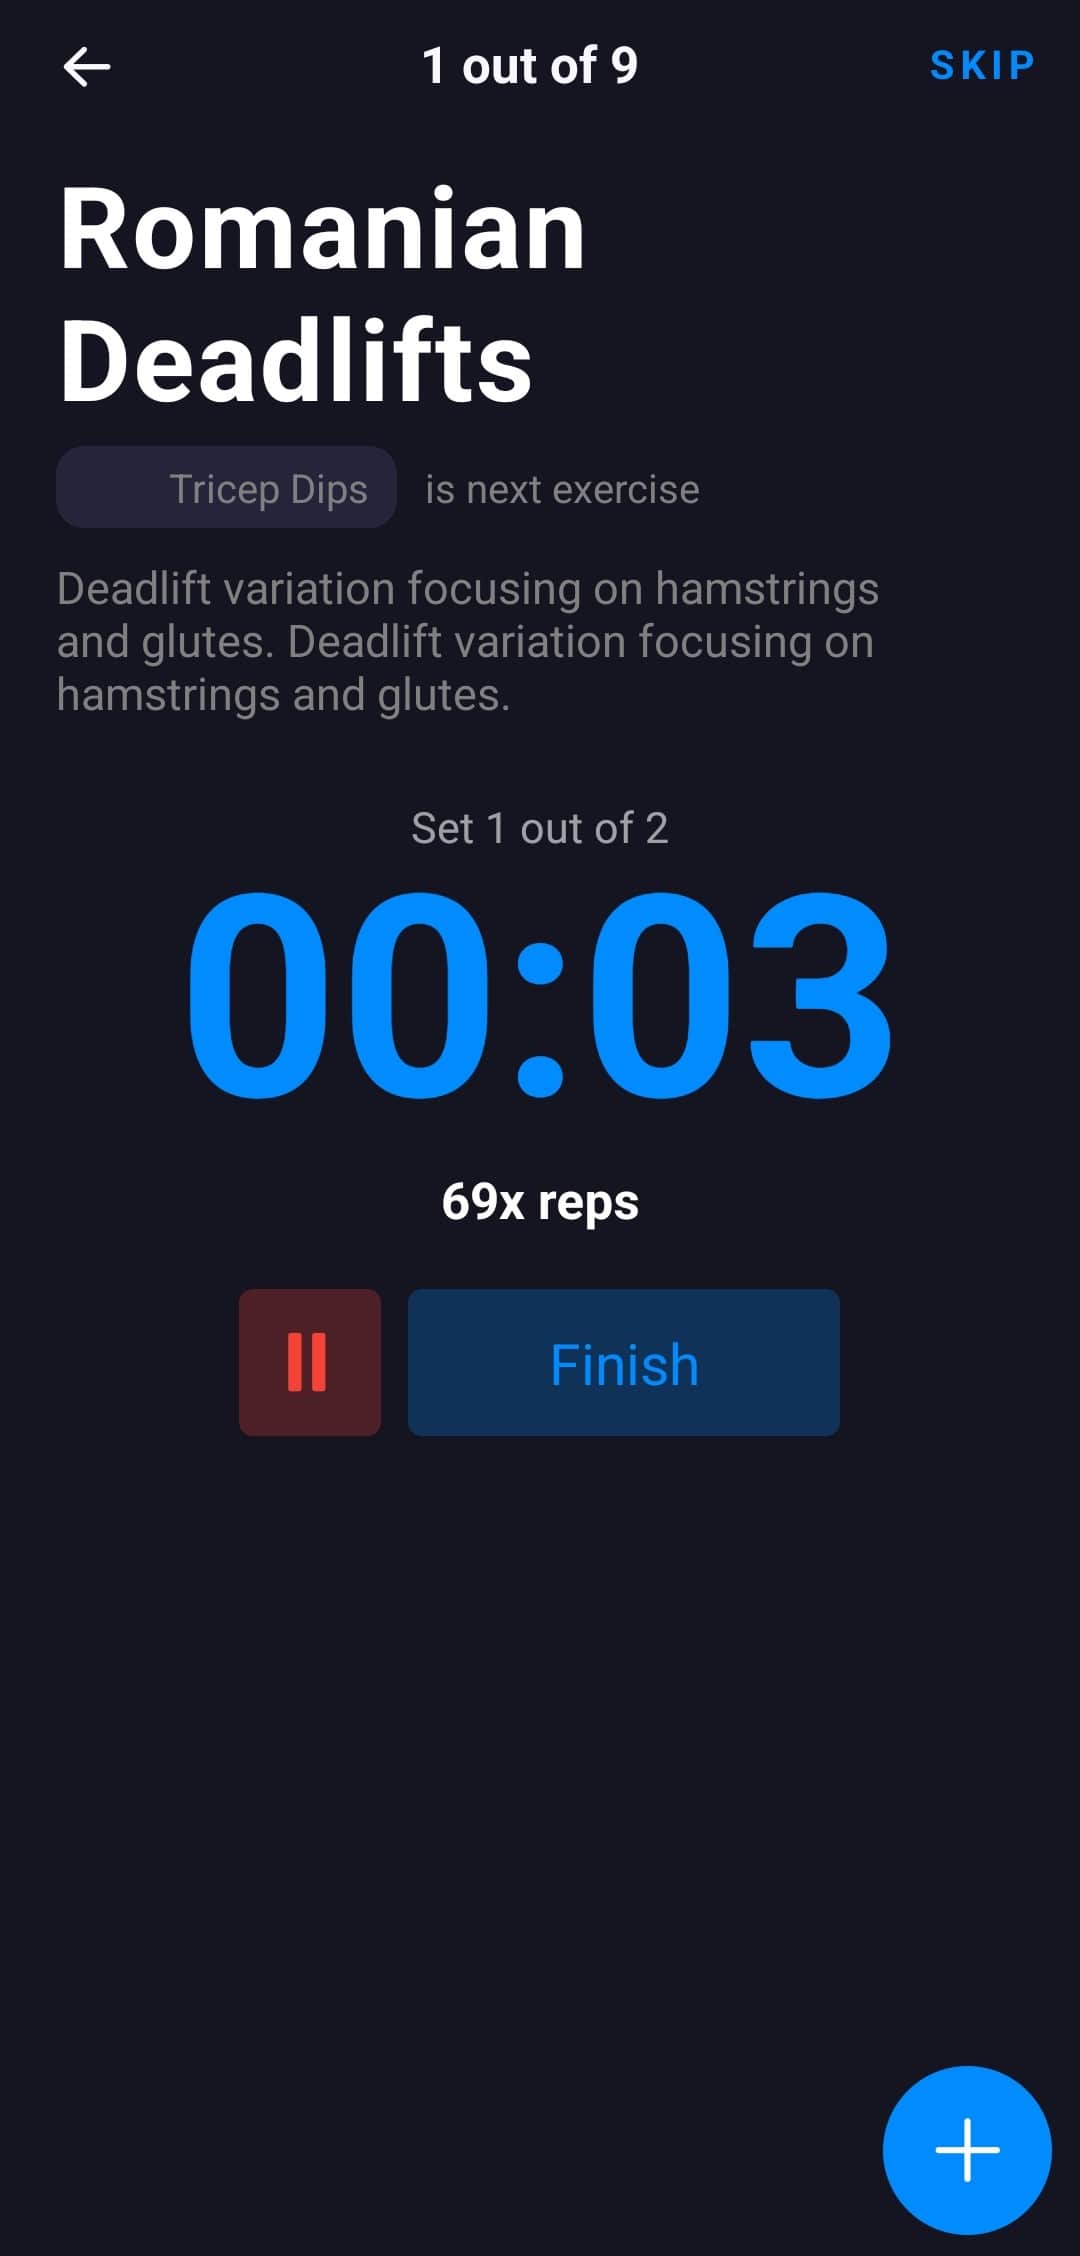 1 out of 9
SKIP
Romanian
Deadlifts
Tricep Dips is next exercise
Deadlift variation focusing on hamstrings
and glutes. Deadlift variation focusing on
hamstrings and glutes.
Set 1 out of 2
00:03
69x reps
Finish